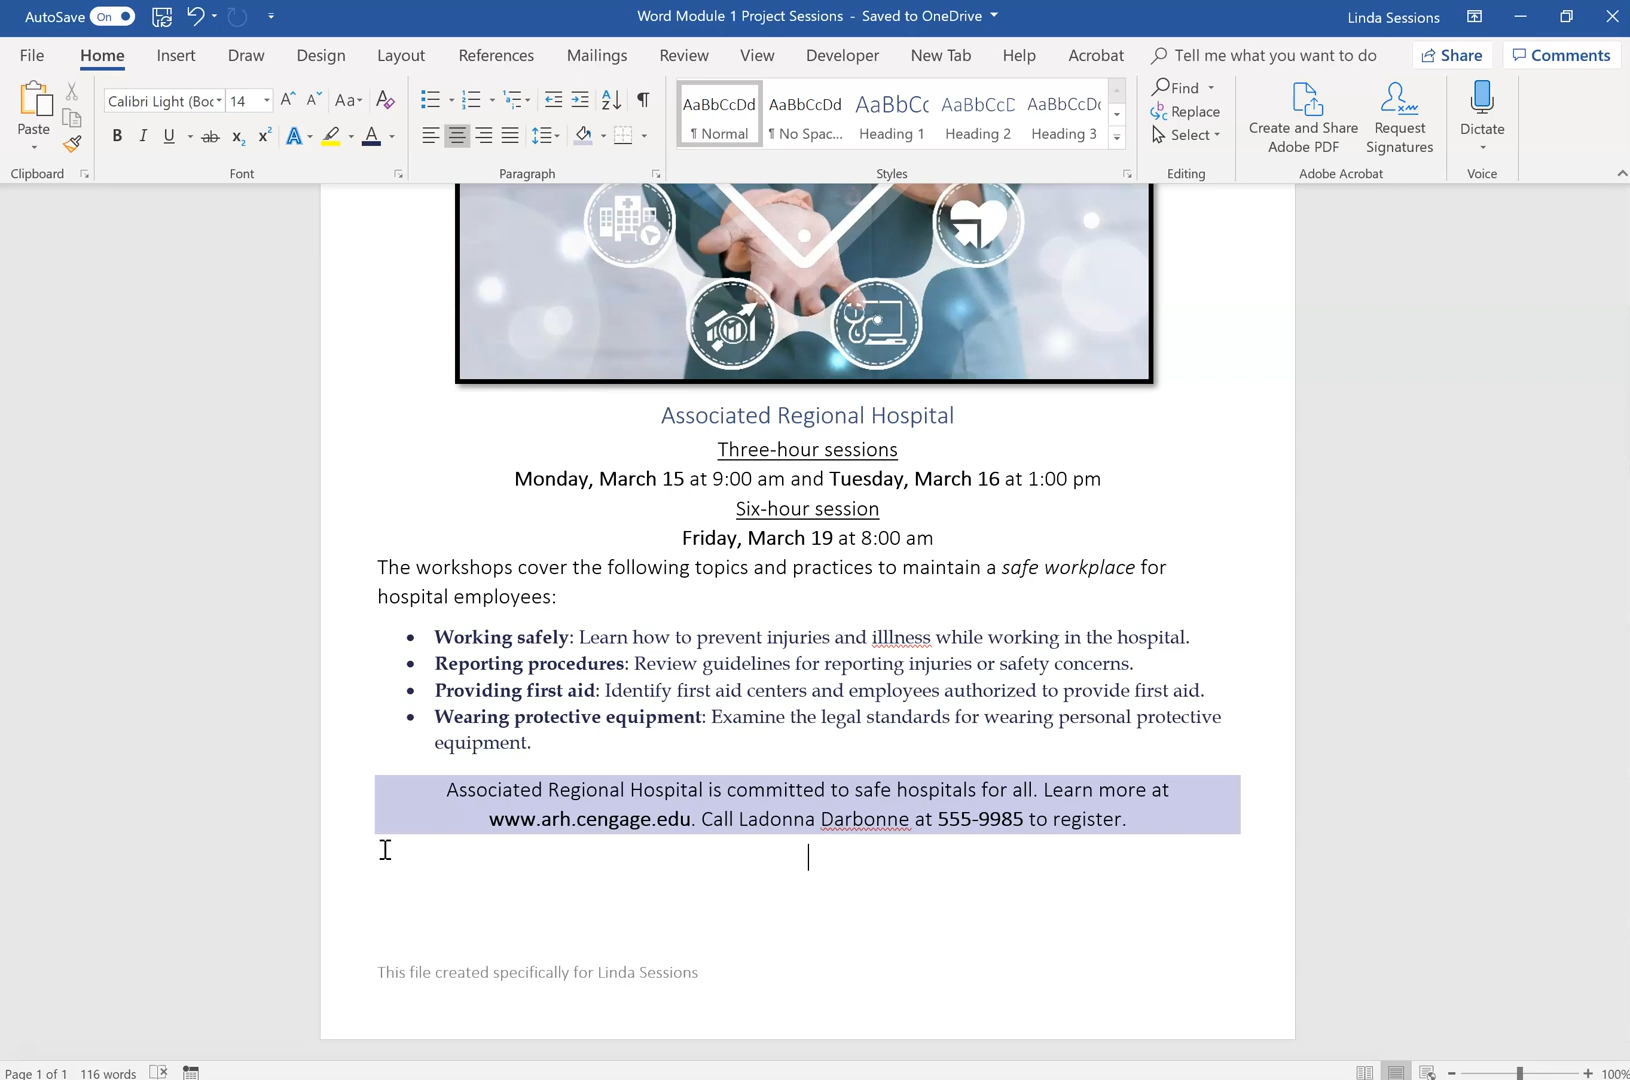 AutoSave On Word Module 1 Project Sessions - Saved to OneDrive Linda Sessions
File Home Insert Draw Design Layout References Mailings Review View Developer New Tab Help Acrobat Tell me what you want to do Share Comments
Paste
Clipboard
Calibri Light (Boc 14 Aa
B I U ab x₂ x² A A
Font
Paragraph
AaBbCcDd AaBbCcDd AaBbCc AaBbCcD AaBbCcDc
¶ Normal ¶ No Spac... Heading 1 Heading 2 Heading 3
Styles
Find
Replace
Select
Editing
Create and Share
Adobe PDF
Request
Signatures
Adobe Acrobat
Dictate
Voice
Associated Regional Hospital
Three-hour sessions
Monday, March 15 at 9:00 am and Tuesday, March 16 at 1:00 pm
Six-hour session
Friday, March 19 at 8:00 am
The workshops cover the following topics and practices to maintain a safe workplace for
hospital employees:
• Working safely: Learn how to prevent injuries and illlness while working in the hospital.
• Reporting procedures: Review guidelines for reporting injuries or safety concerns.
• Providing first aid: Identify first aid centers and employees authorized to provide first aid.
• Wearing protective equipment: Examine the legal standards for wearing personal protective
equipment.
Associated Regional Hospital is committed to safe hospitals for all. Learn more at
www.arh.cengage.edu. Call Ladonna Darbonne at 555-9985 to register.
This file created specifically for Linda Sessions
Page 1 of 1 116 words 100%